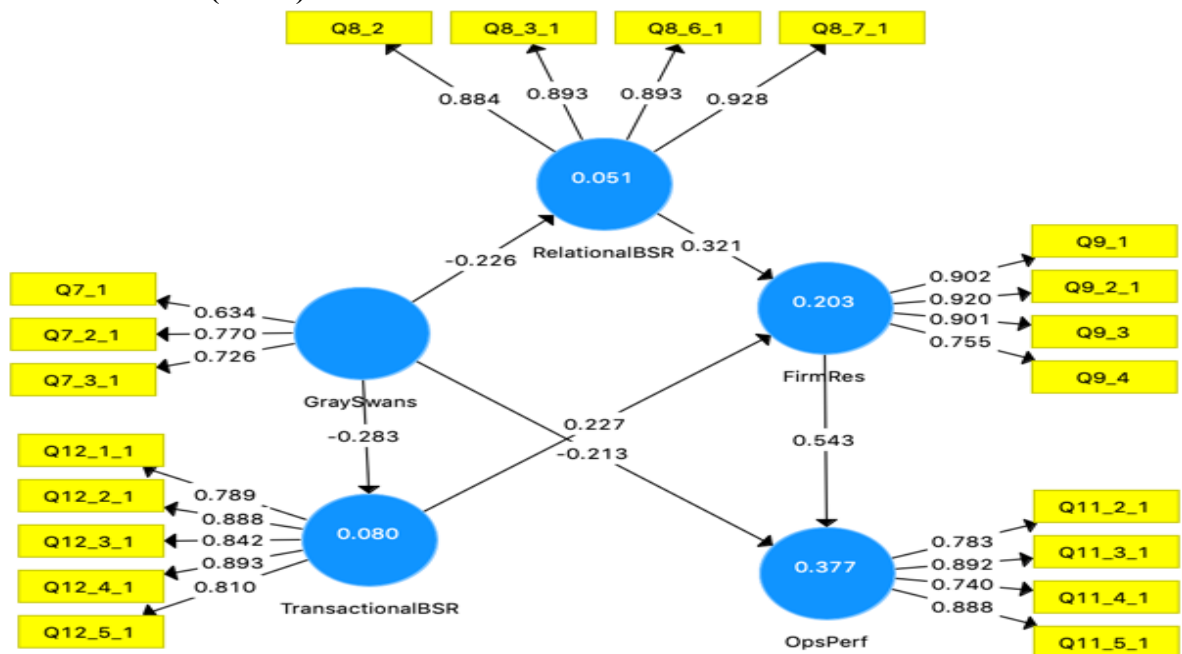 Q8_2 Q8_3_1 Q8_6_1 Q8_7_1
0.884 0.893 0.893 0.928
0.051
RelationalBSR
-0.226 0.321
Q7_1
Q7_2_1
Q7_3_1
0.634
0.770
0.726
GraySwans
0.203
FirmRes
0.902
0.920
0.901
0.755
Q9_1
Q9_2_1
Q9_3
Q9_4
-0.283
0.227
-0.213
0.543
Q12_1_1
Q12_2_1
Q12_3_1
Q12_4_1
Q12_5_1
0.789
0.888
0.842
0.893
0.810
0.080
TransactionalBSR
0.377
OpsPerf
0.783
0.892
0.740
0.888
Q11_2_1
Q11_3_1
Q11_4_1
Q11_5_1